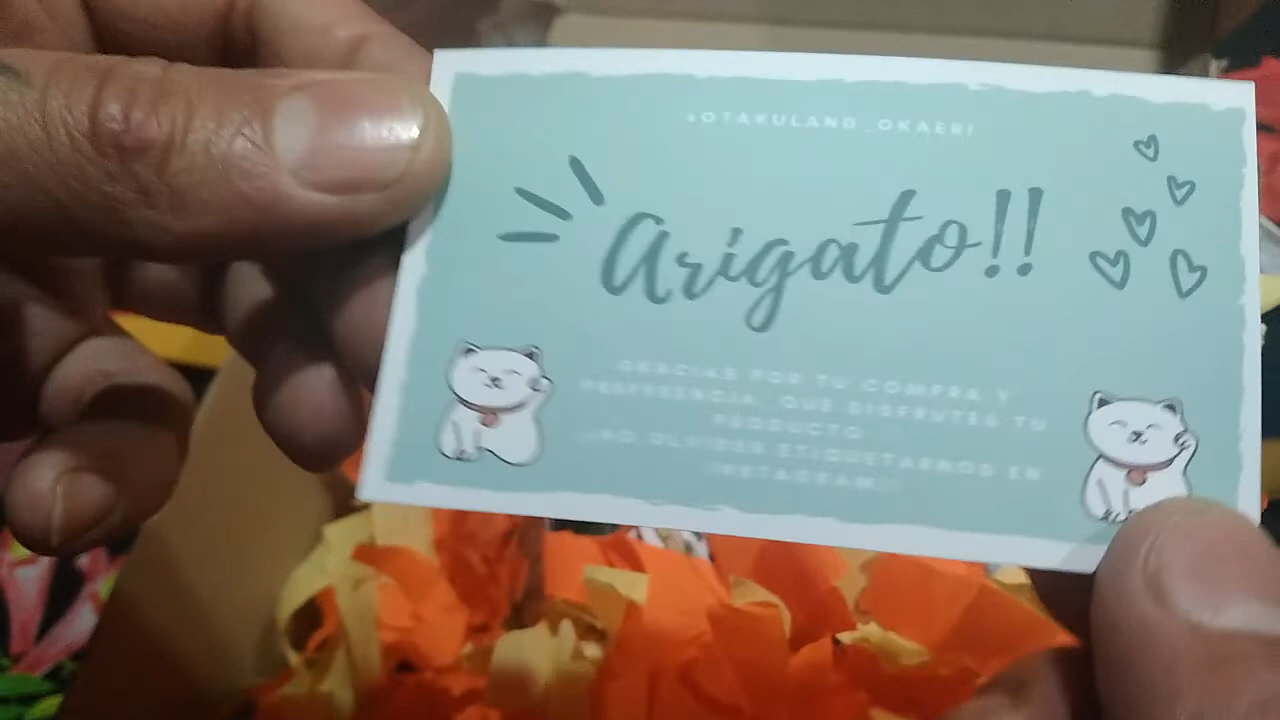 @OTAKULAND_OKAERI
Arigato!!
GRACIAS POR TU COMPRA Y
PREFERENCIA, QUE DISFRUTES TU
PRODUCTO
¡¡NO OLVIDES ETIQUETARNOS EN
INSTAGRAM!!